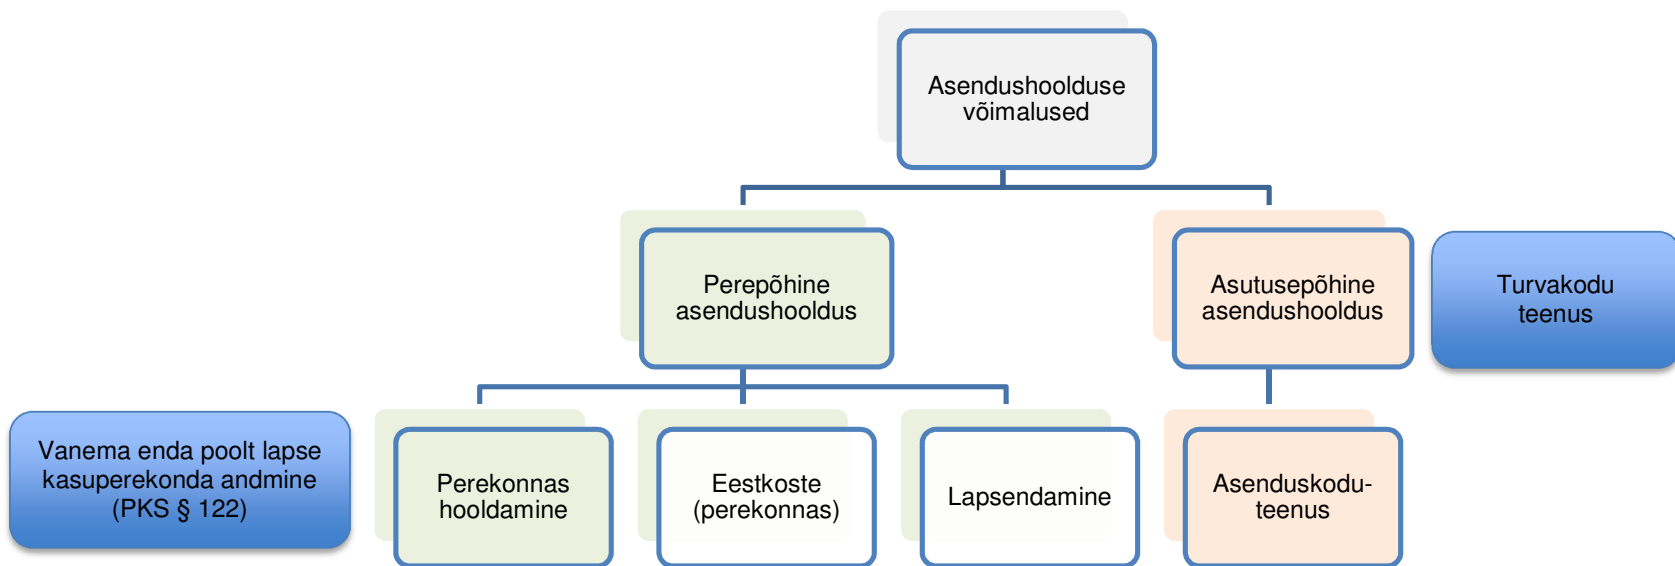 Asendushoolduse
võimalused
Perepõhine
asendushooldus
Asutusepõhine
asendushooldus
Turvakodu
teenus
Vanema enda poolt lapse
kasuperekonda andmine
(PKS § 122)
Perekonnas
hooldamine
Eestkoste
(perekonnas)
Lapsendamine
Asenduskodu-
teenus